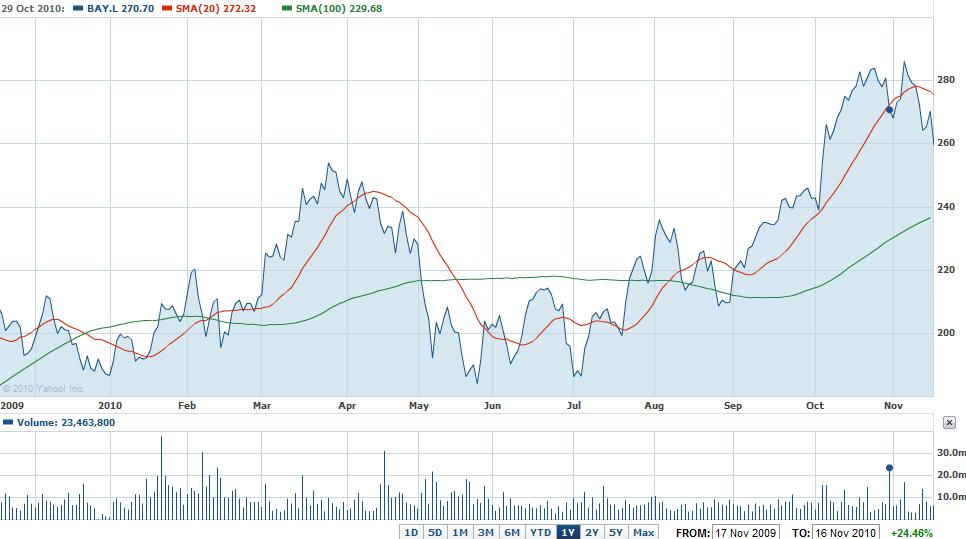 29 Oct 2010: BAY.L 270.70 SMA(20) 272.32 SMA(100) 229.68
280
260
240
220
200
© 2010 Yahoo! Inc.
2009 2010 Feb Mar Apr May Jun Jul Aug Sep Oct Nov
Volume: 23,463,800
30.0m
20.0m
10.0m
1D 5D 1M 3M 6M YTD 1Y 2Y 5Y Max FROM: 17 Nov 2009 TO: 16 Nov 2010 +24.46%